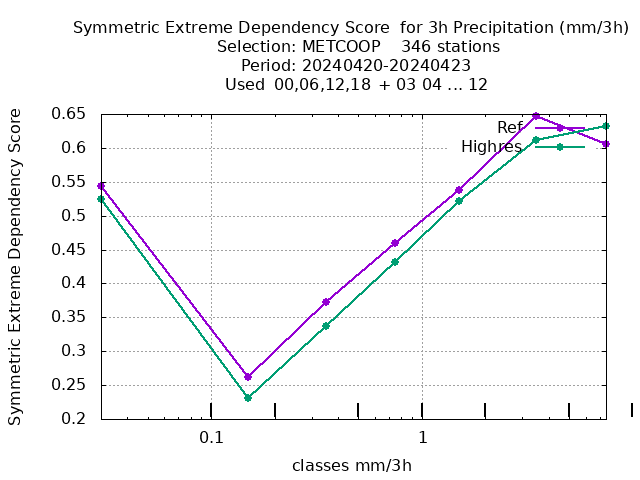 Symmetric Extreme Dependency Score  for 3h Precipitation (mm/3h)
Selection: METCOOP    346 stations
Period: 20240420-20240423
Used  00,06,12,18  + 03 04 ... 12
Symmetric Extreme Dependency Score
0.65
0.6
0.55
0.5
0.45
0.4
0.35
0.3
0.25
0.2
Ref
Highres
0.1
1
classes mm/3h